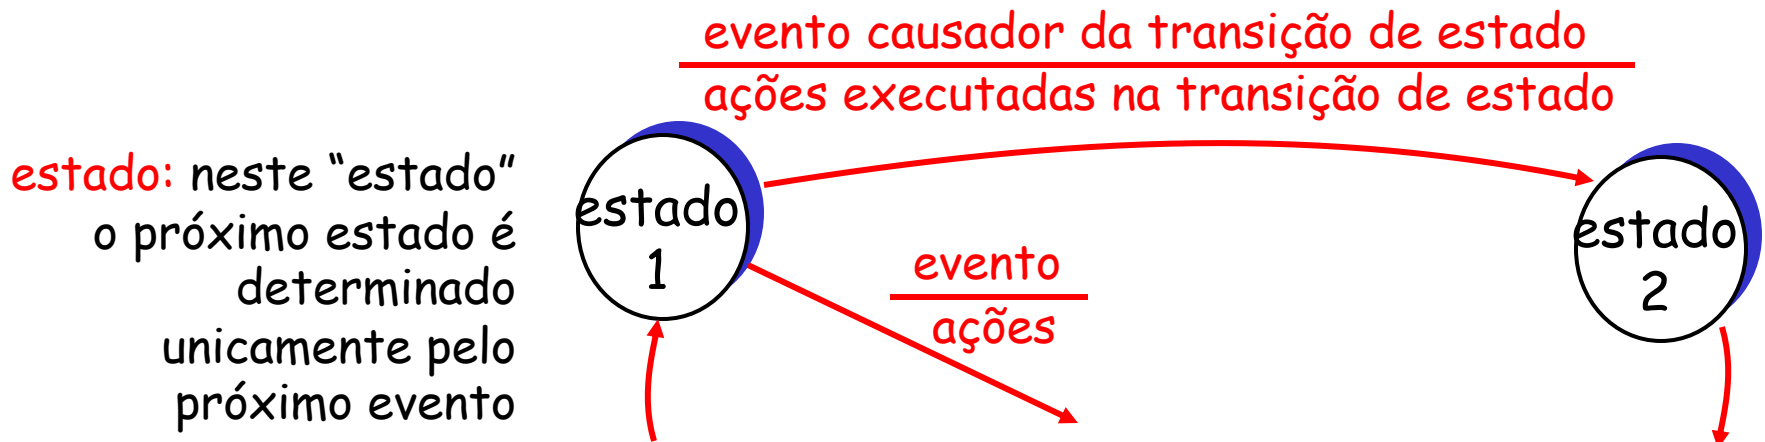 evento causador da transição de estado
ações executadas na transição de estado
estado: neste “estado”
o próximo estado é
determinado
unicamente pelo
próximo evento
estado
1
evento
ações
estado
2